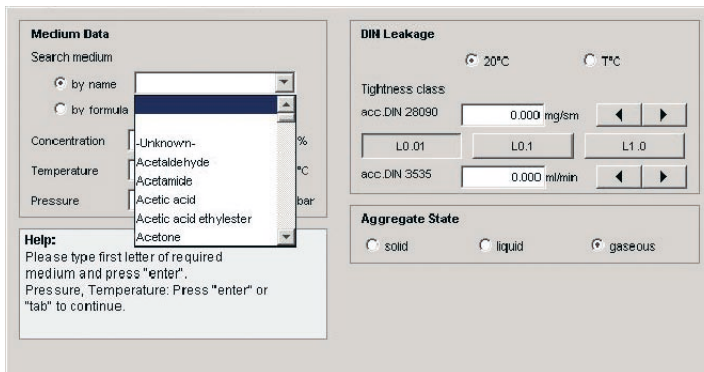 Medium Data
Search medium
by name
by formula
-Unknown-
Acetaldehyde
Acetamide
Acetic acid
Acetic acid ethylester
Acetone
Concentration
%
Temperature
°C
Pressure
bar
Help:
Please type first letter of required
medium and press "enter".
Pressure, Temperature: Press "enter" or
"tab" to continue.
DIN Leakage
20°C T°C
Tightness class
acc.DIN 28090 0.000 mg/sm
L0.01 L0.1 L1.0
acc.DIN 3535 0.000 ml/min
Aggregate State
solid liquid gaseous